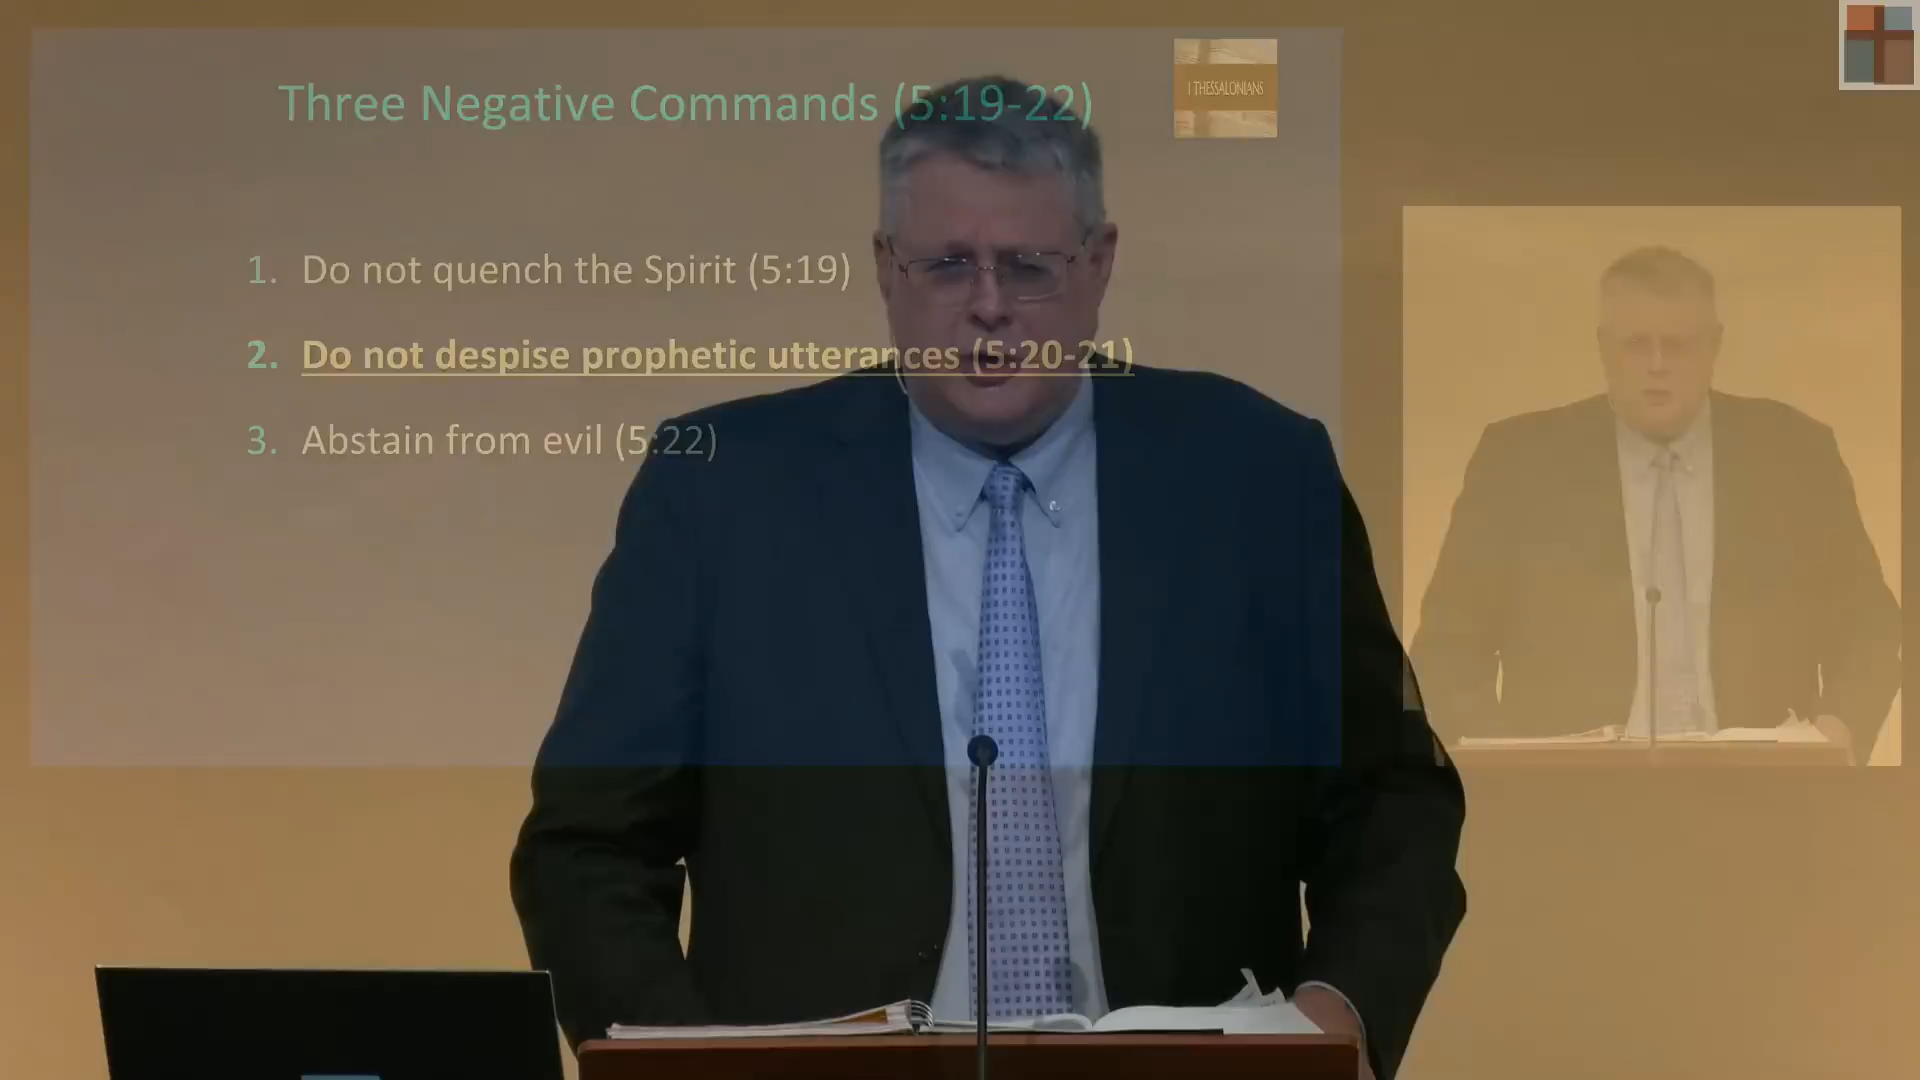 Three Negative Commands (5:19-22)
I THESSALONIANS
1. Do not quench the Spirit (5:19)
2. Do not despise prophetic utterances (5:20-21)
3. Abstain from evil (5:22)